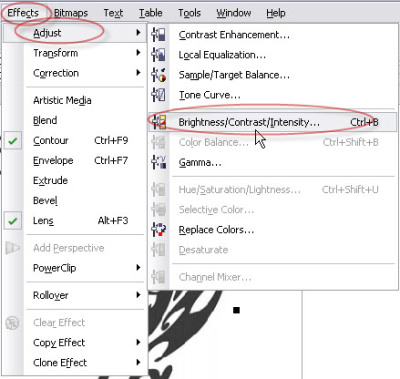 Effects Bitmaps Text Table Tools Window Help
Adjust
Transform
Correction
Artistic Media
Blend
Contour Ctrl+F9
Envelope Ctrl+F7
Extrude
Bevel
Lens Alt+F3
Add Perspective
PowerClip
Rollover
Clear Effect
Copy Effect
Clone Effect
Contrast Enhancement...
Local Equalization...
Sample/Target Balance...
Tone Curve...
Brightness/Contrast/Intensity... Ctrl+B
Color Balance... Ctrl+Shift+B
Gamma...
Hue/Saturation/Lightness... Ctrl+Shift+U
Selective Color...
Replace Colors...
Desaturate
Channel Mixer...